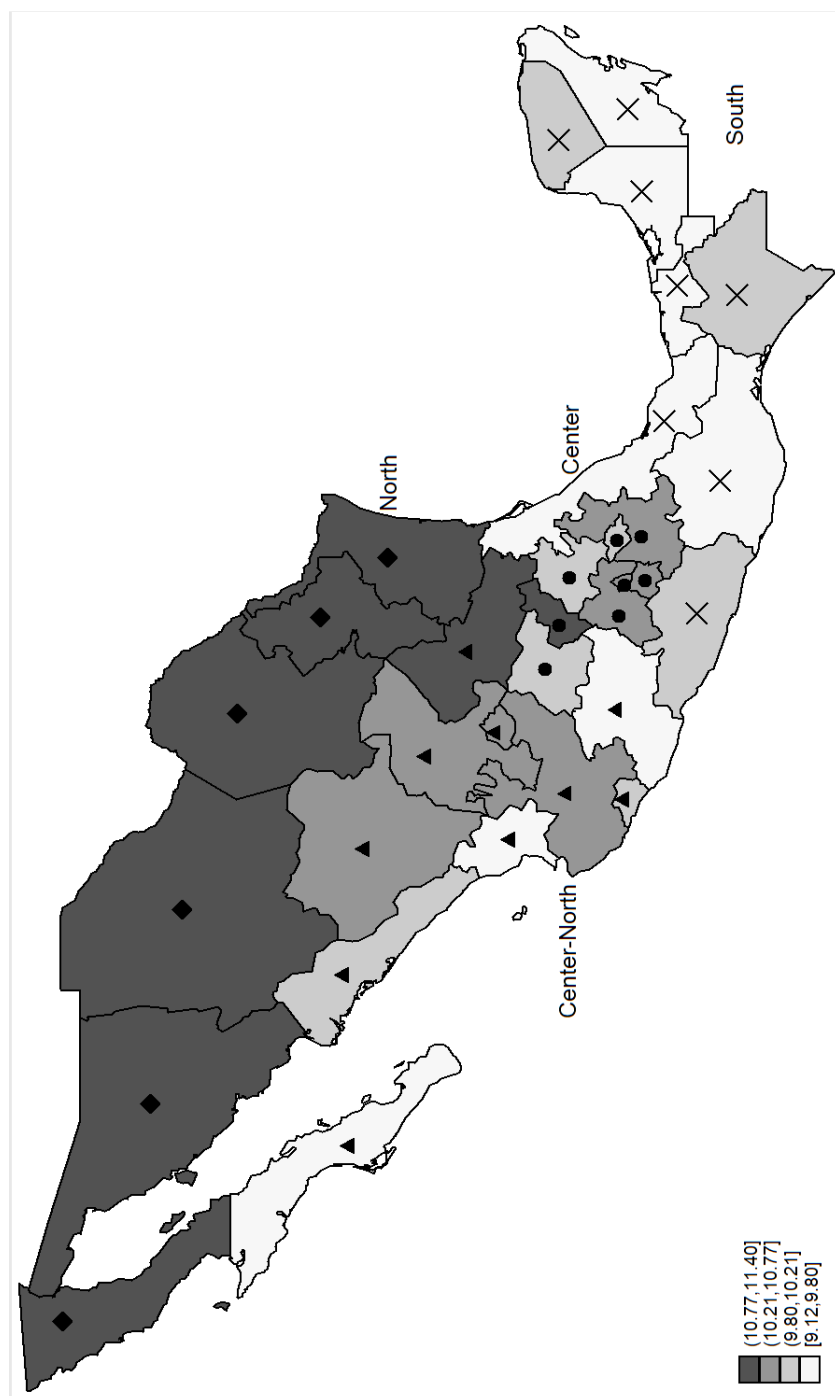 North
Center
South
Center-North
(10.77,11.40]
(10.21,10.77]
(9.80,10.21]
[9.12,9.80]